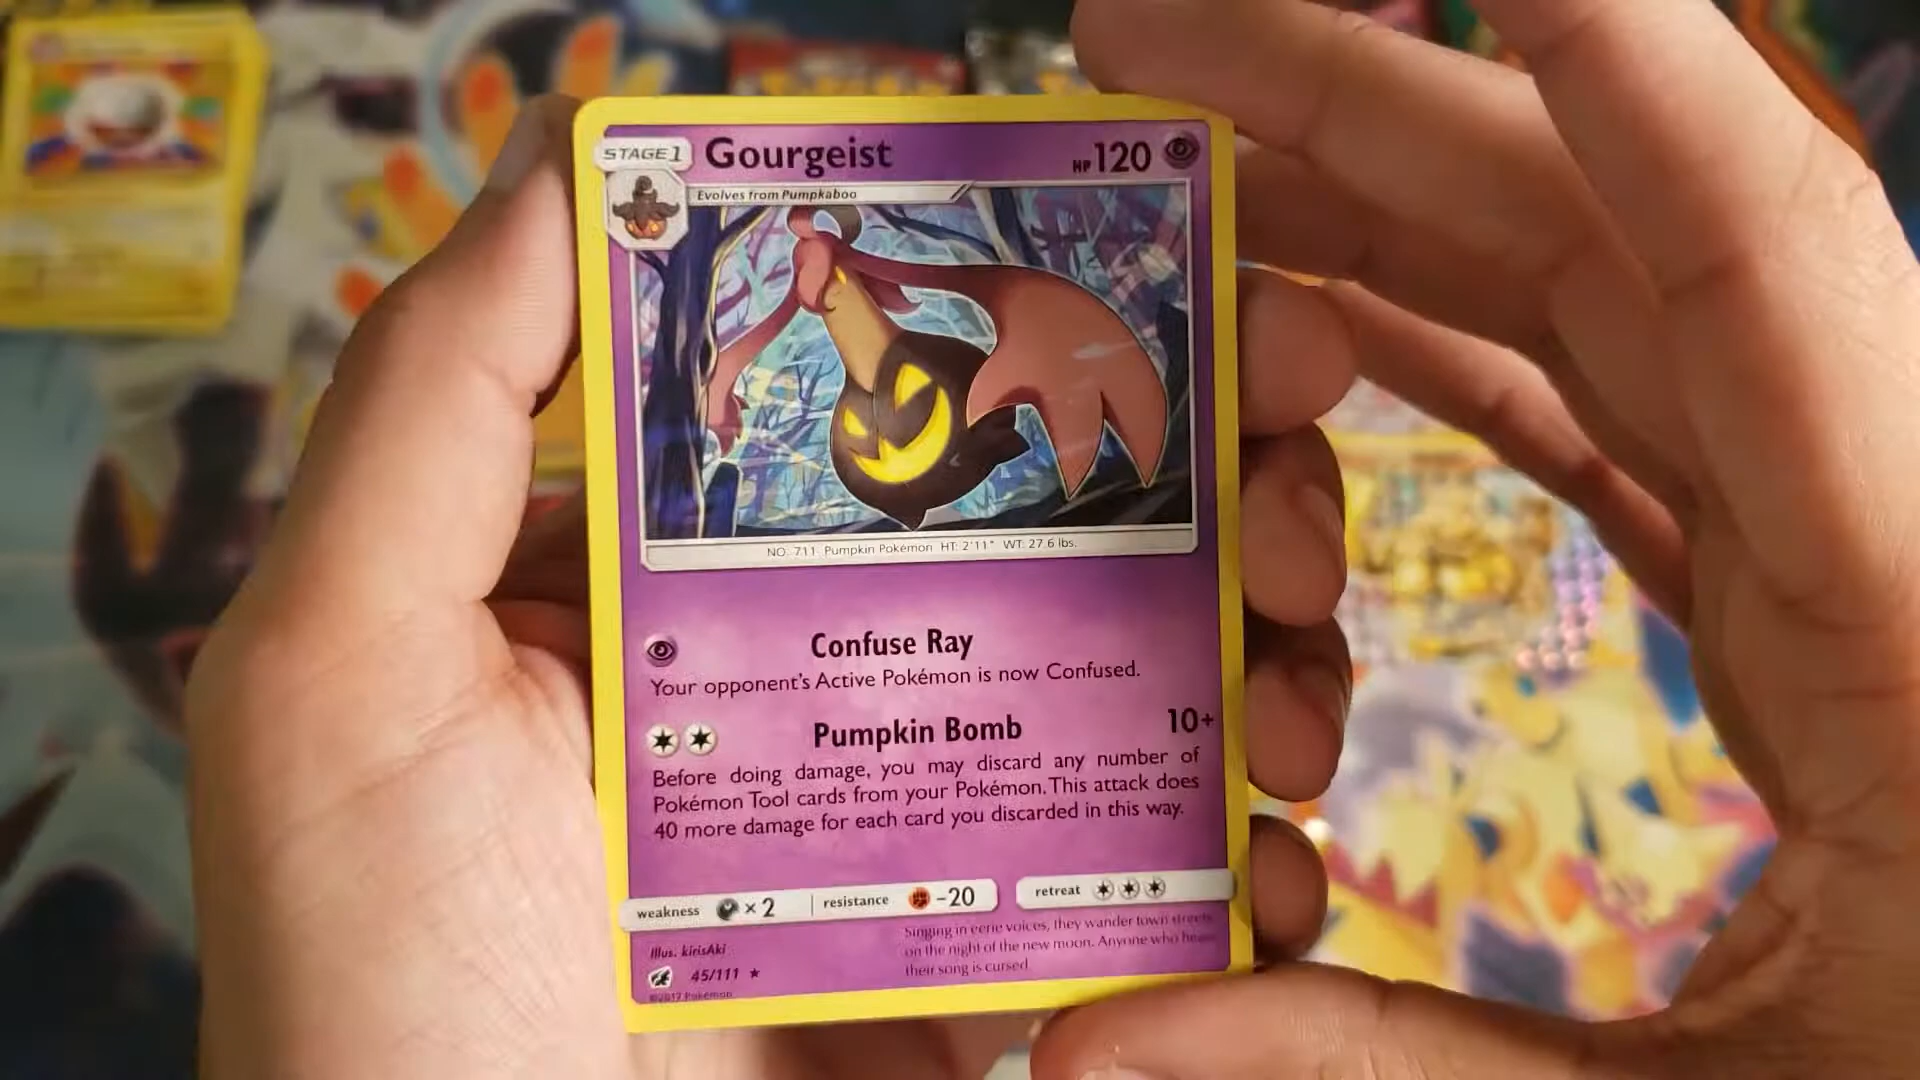 STAGE1 Gourgeist HP120
Evolves from Pumpkaboo
NO. 711 Pumpkin Pokémon HT: 2'11" WT: 27.6 lbs.
Confuse Ray
Your opponent's Active Pokémon is now Confused.
Pumpkin Bomb 10+
Before doing damage, you may discard any number of
Pokémon Tool cards from your Pokémon. This attack does
40 more damage for each card you discarded in this way.
weakness ×2 resistance -20 retreat
Illus. kirisAki
45/111 ★
©2017 Pokémon
Singing in eerie voices, they wander town streets
on the night of the new moon. Anyone who hears
their song is cursed.